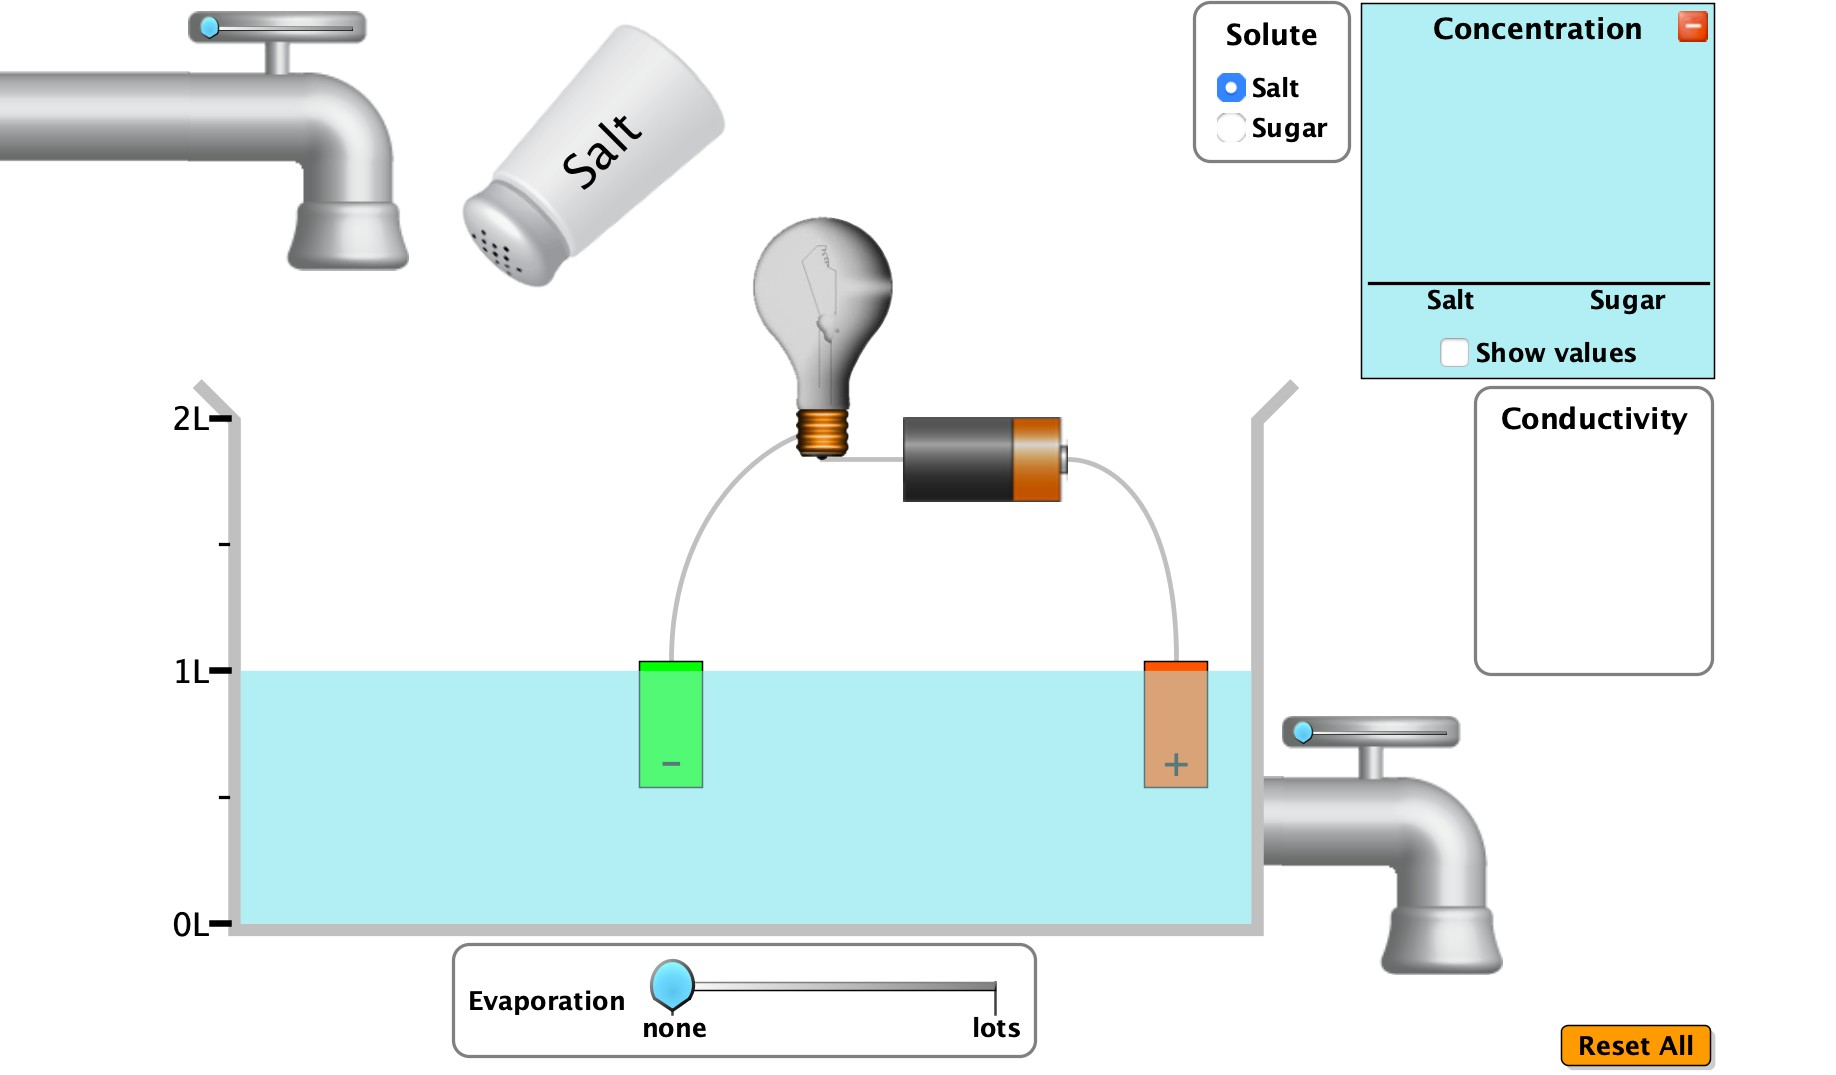 Salt
Solute
Salt
Sugar
Concentration
Salt Sugar
Show values
Conductivity
2L
1L
0L
−
+
Evaporation
none lots
Reset All